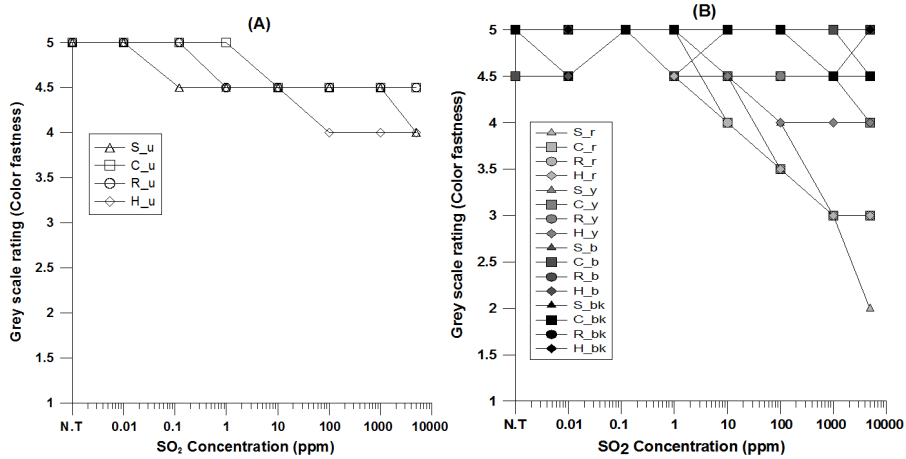 (A)
Grey scale rating (Color fastness)
5
4.5
4
3.5
3
2.5
2
1.5
1
S_u
C_u
R_u
H_u
N.T 0.01 0.1 1 10 100 1000 10000
SO₂ Concentration (ppm)
(B)
Grey scale rating (Color fastness)
5
4.5
4
3.5
3
2.5
2
1.5
1
S_r
C_r
R_r
H_r
S_y
C_y
R_y
H_y
S_b
C_b
R_b
H_b
S_bk
C_bk
R_bk
H_bk
N.T 0.01 0.1 1 10 100 1000 10000
SO2 Concentration (ppm)